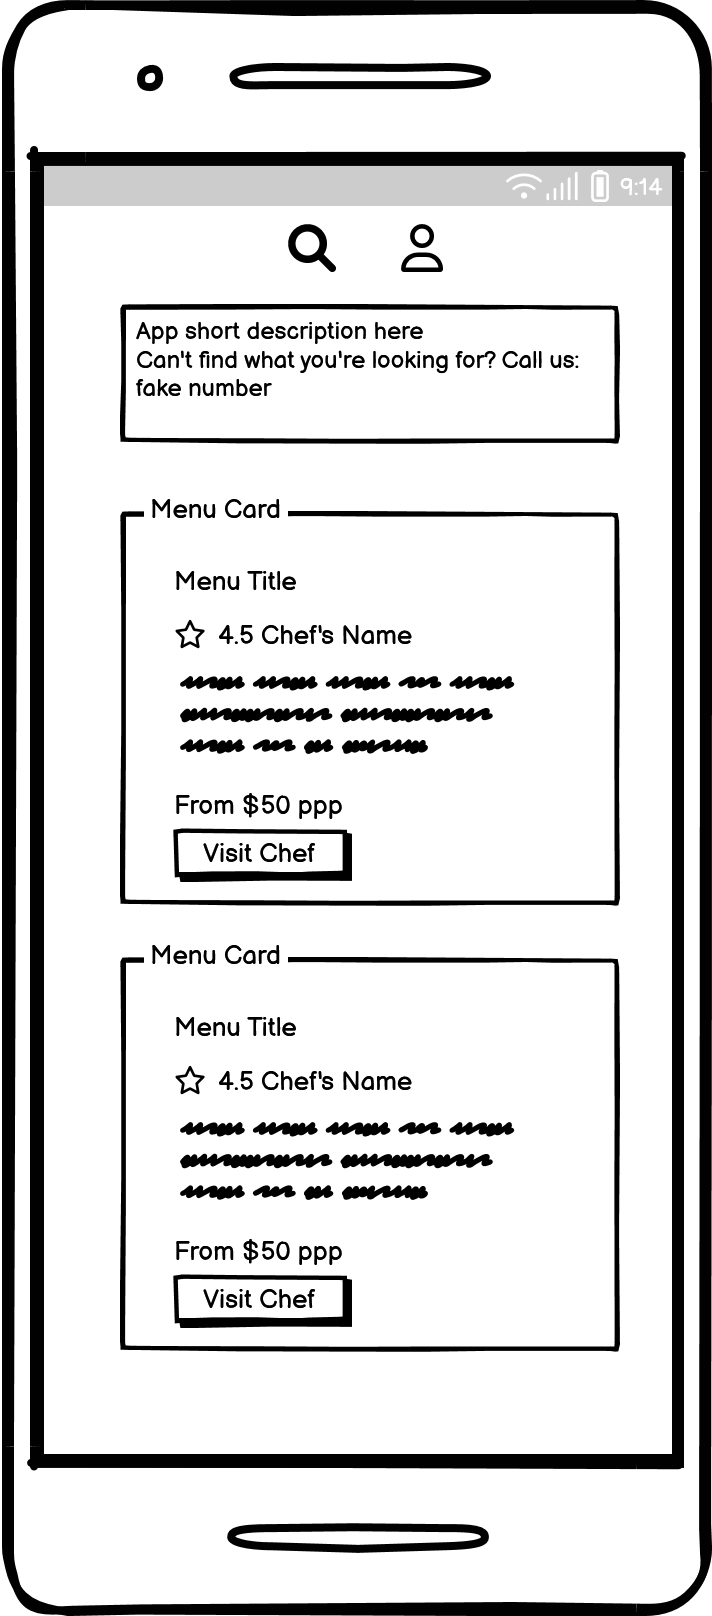 9:14
App short description here
Can't find what you're looking for? Call us:
fake number
Menu Card
Menu Title
4.5 Chef's Name
From $50 ppp
Visit Chef
Menu Card
Menu Title
4.5 Chef's Name
From $50 ppp
Visit Chef